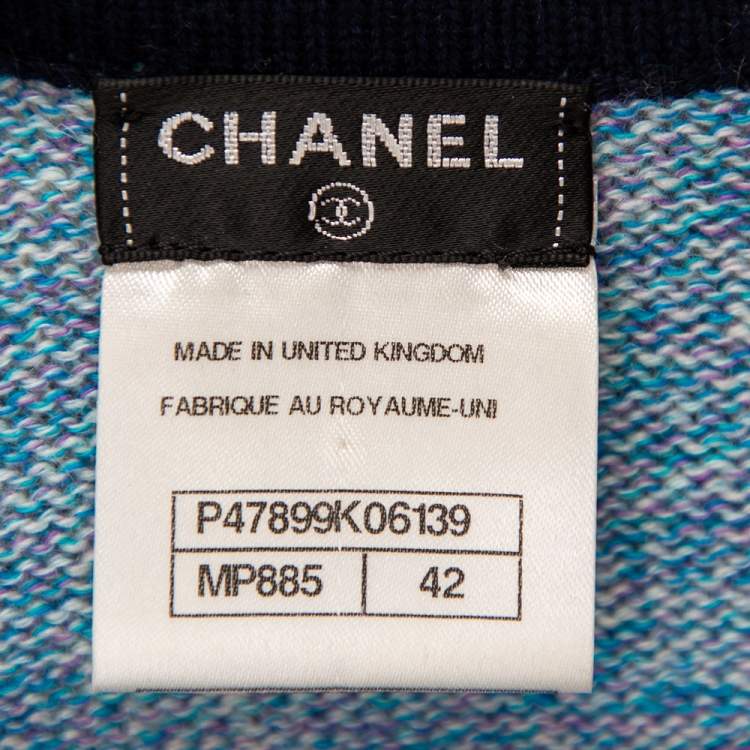 CHANEL
MADE IN UNITED KINGDOM
FABRIQUE AU ROYAUME-UNI
P47899K06139
MP885 42